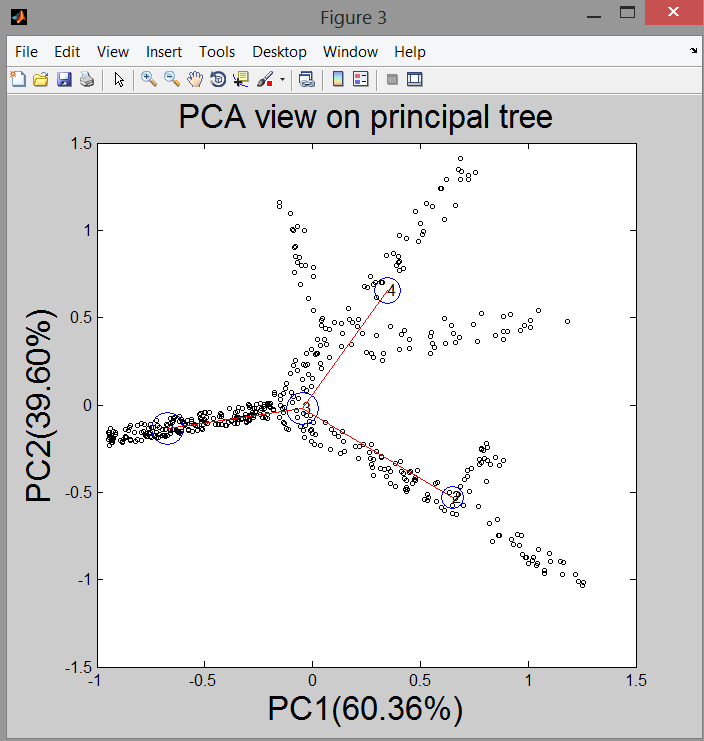 Figure 3
File Edit View Insert Tools Desktop Window Help
PCA view on principal tree
1.5
1
0.5
0
-0.5
-1
-1.5
-1 -0.5 0 0.5 1 1.5
4
3
2
PC2(39.60%)
PC1(60.36%)